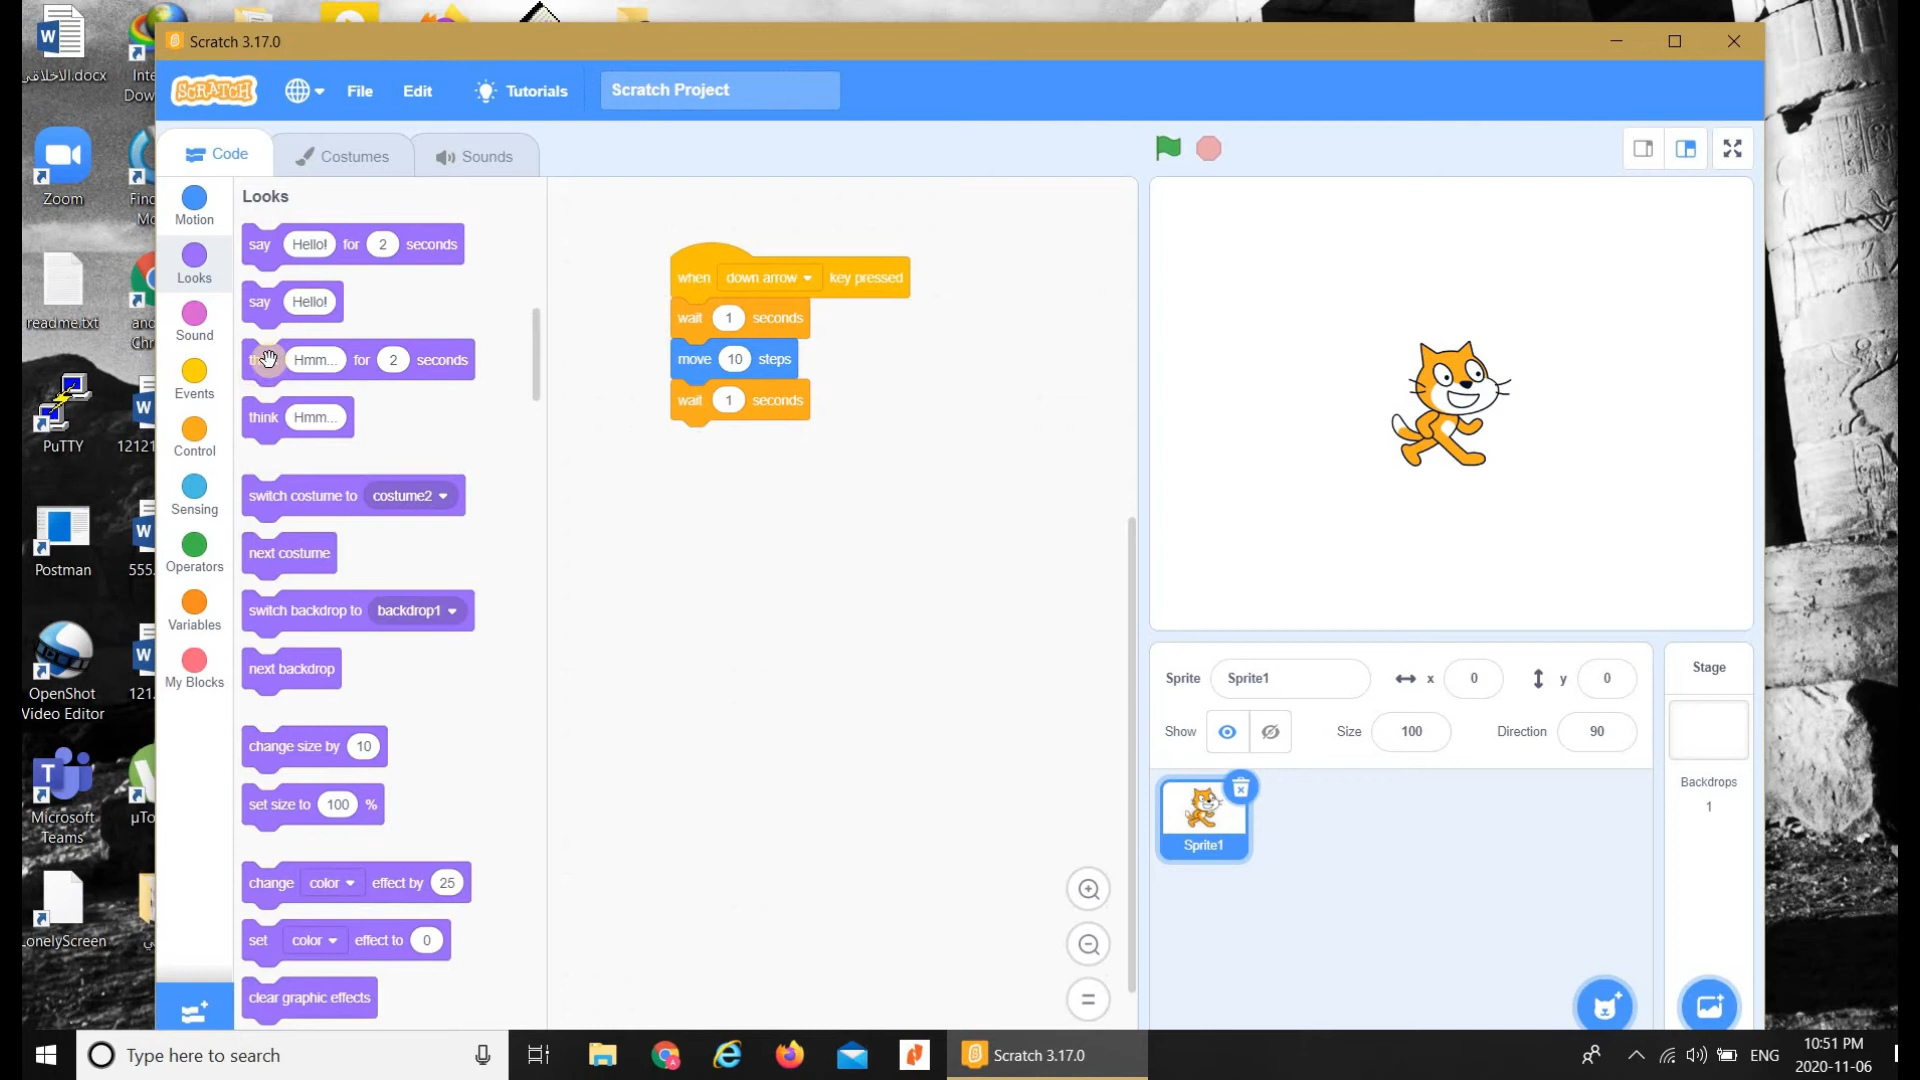 Scratch 3.17.0
SCRATCH
File
Edit
Tutorials
Scratch Project
Code
Costumes
Sounds
Motion
Looks
Sound
Events
Control
Sensing
Operators
Variables
My Blocks
Looks
say Hello! for 2 seconds
say Hello!
Hmm... for 2 seconds
think Hmm...
switch costume to costume2
next costume
switch backdrop to backdrop1
next backdrop
change size by 10
set size to 100 %
change color effect by 25
set color effect to 0
clear graphic effects
when down arrow key pressed
wait 1 seconds
move 10 steps
wait 1 seconds
Sprite Sprite1 x 0 y 0
Show Size 100 Direction 90
Sprite1
Stage
Backdrops
1
الاخلاقي.docx
Zoom
readme.txt
PuTTY
Postman
OpenShot
Video Editor
Microsoft
Teams
LonelyScreen
Inte
Dow
Find
Mo
and
Chr
12121
555.
121.
µTo
Type here to search
Scratch 3.17.0
ENG
10:51 PM
2020-11-06